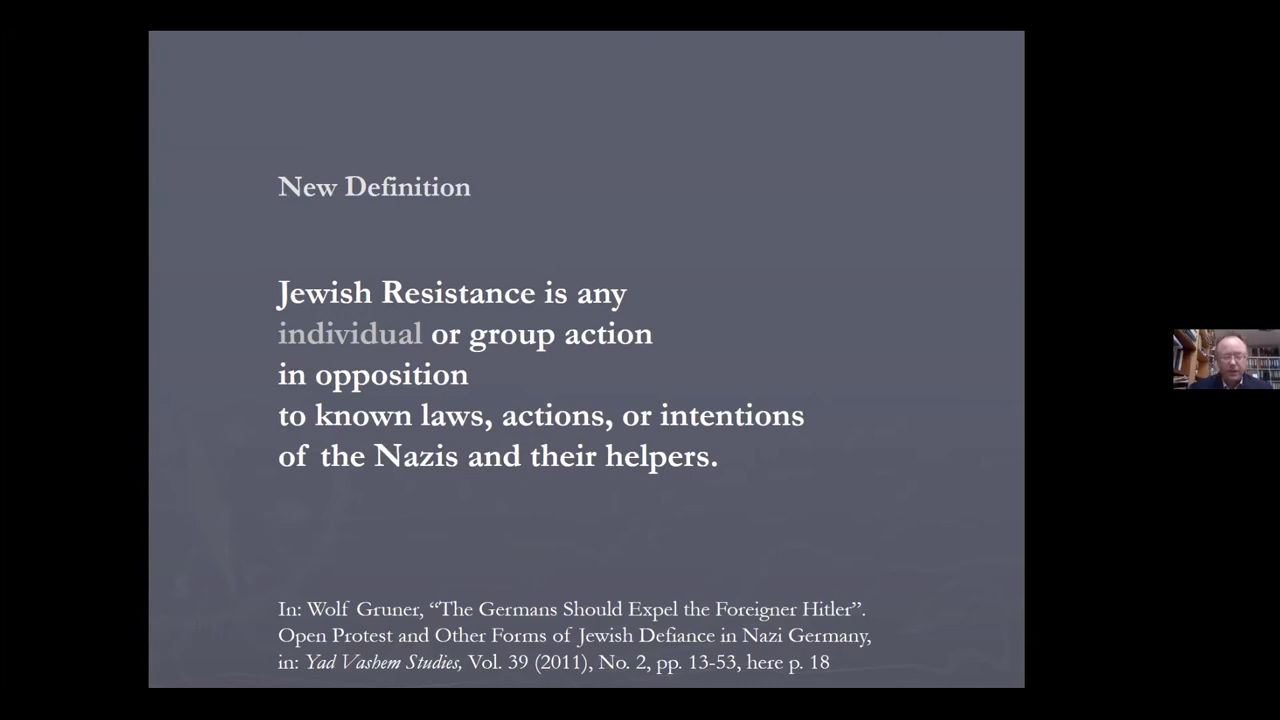 New Definition
Jewish Resistance is any
individual or group action
in opposition
to known laws, actions, or intentions
of the Nazis and their helpers.
In: Wolf Gruner, “The Germans Should Expel the Foreigner Hitler”.
Open Protest and Other Forms of Jewish Defiance in Nazi Germany,
in: Yad Vashem Studies, Vol. 39 (2011), No. 2, pp. 13-53, here p. 18